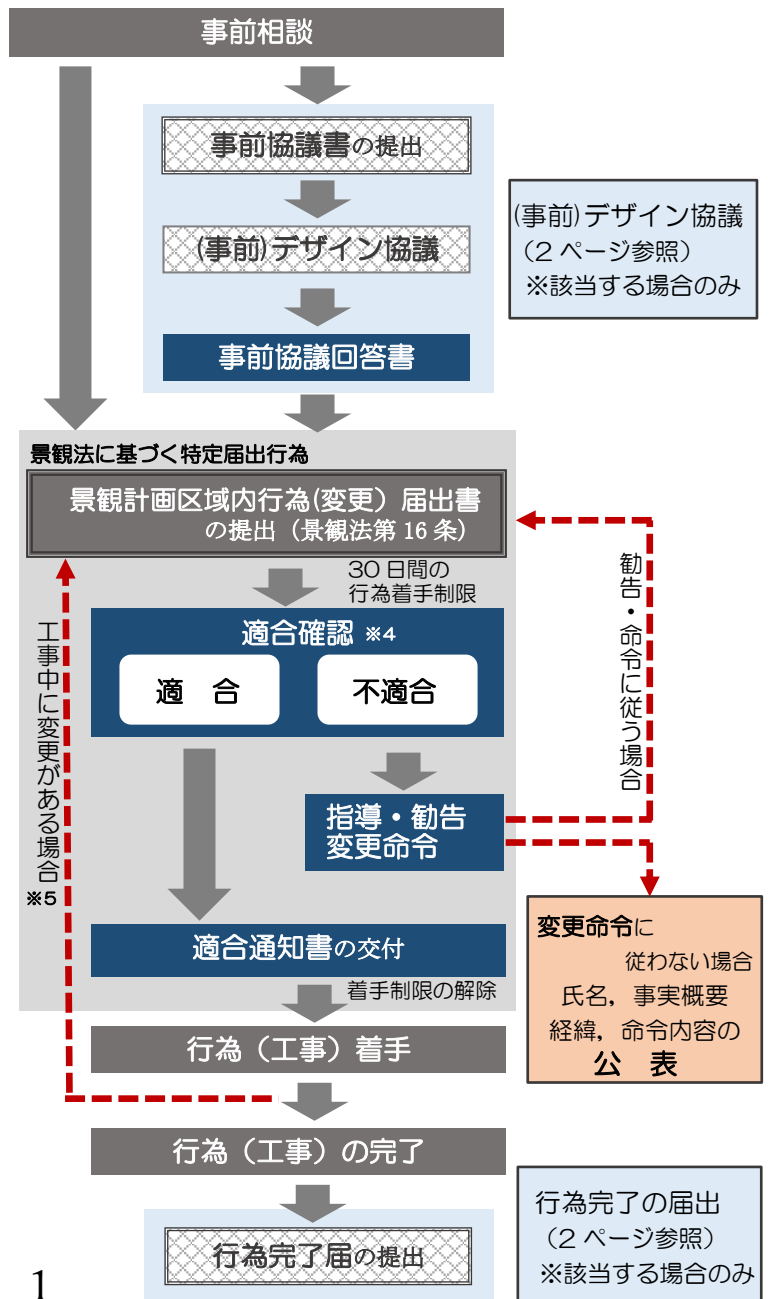 事前相談
事前協議書の提出
(事前)デザイン協議
事前協議回答書
(事前)デザイン協議
（2 ページ参照）
※該当する場合のみ
景観法に基づく特定届出行為
景観計画区域内行為(変更）届出書
の提出（景観法第 16 条）
30 日間の
行為着手制限
適合確認 ※4
適　合
不適合
指導・勧告
変更命令
勧告・命令に従う場合
工事中に変更がある場合
※5
適合通知書の交付
着手制限の解除
変更命令に
従わない場合
氏名，事実概要
経緯，命令内容の
公　表
行為（工事）着手
行為（工事）の完了
行為完了届の提出
行為完了の届出
（2 ページ参照）
※該当する場合のみ
1